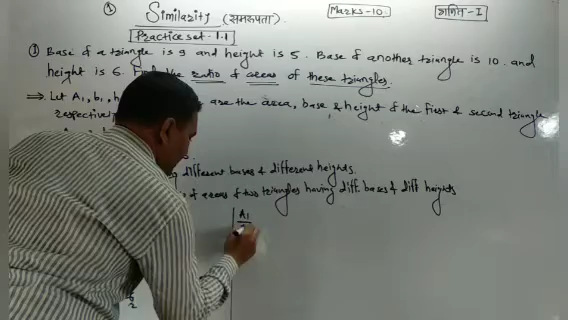 ① Similarity (समरूपता). Marks-10. गणित-I
Practice set-1.1
① Base of a triangle is 9 and height is 5. Base of another triangle is 10. and
height is 6. Find the ratio of areas of these triangles.
⇒ Let A₁, b₁, h are the area, base & height of the first & second triangle
respectively
different bases & different heights.
of areas of two triangles having diff. bases & diff heights
A₁
2